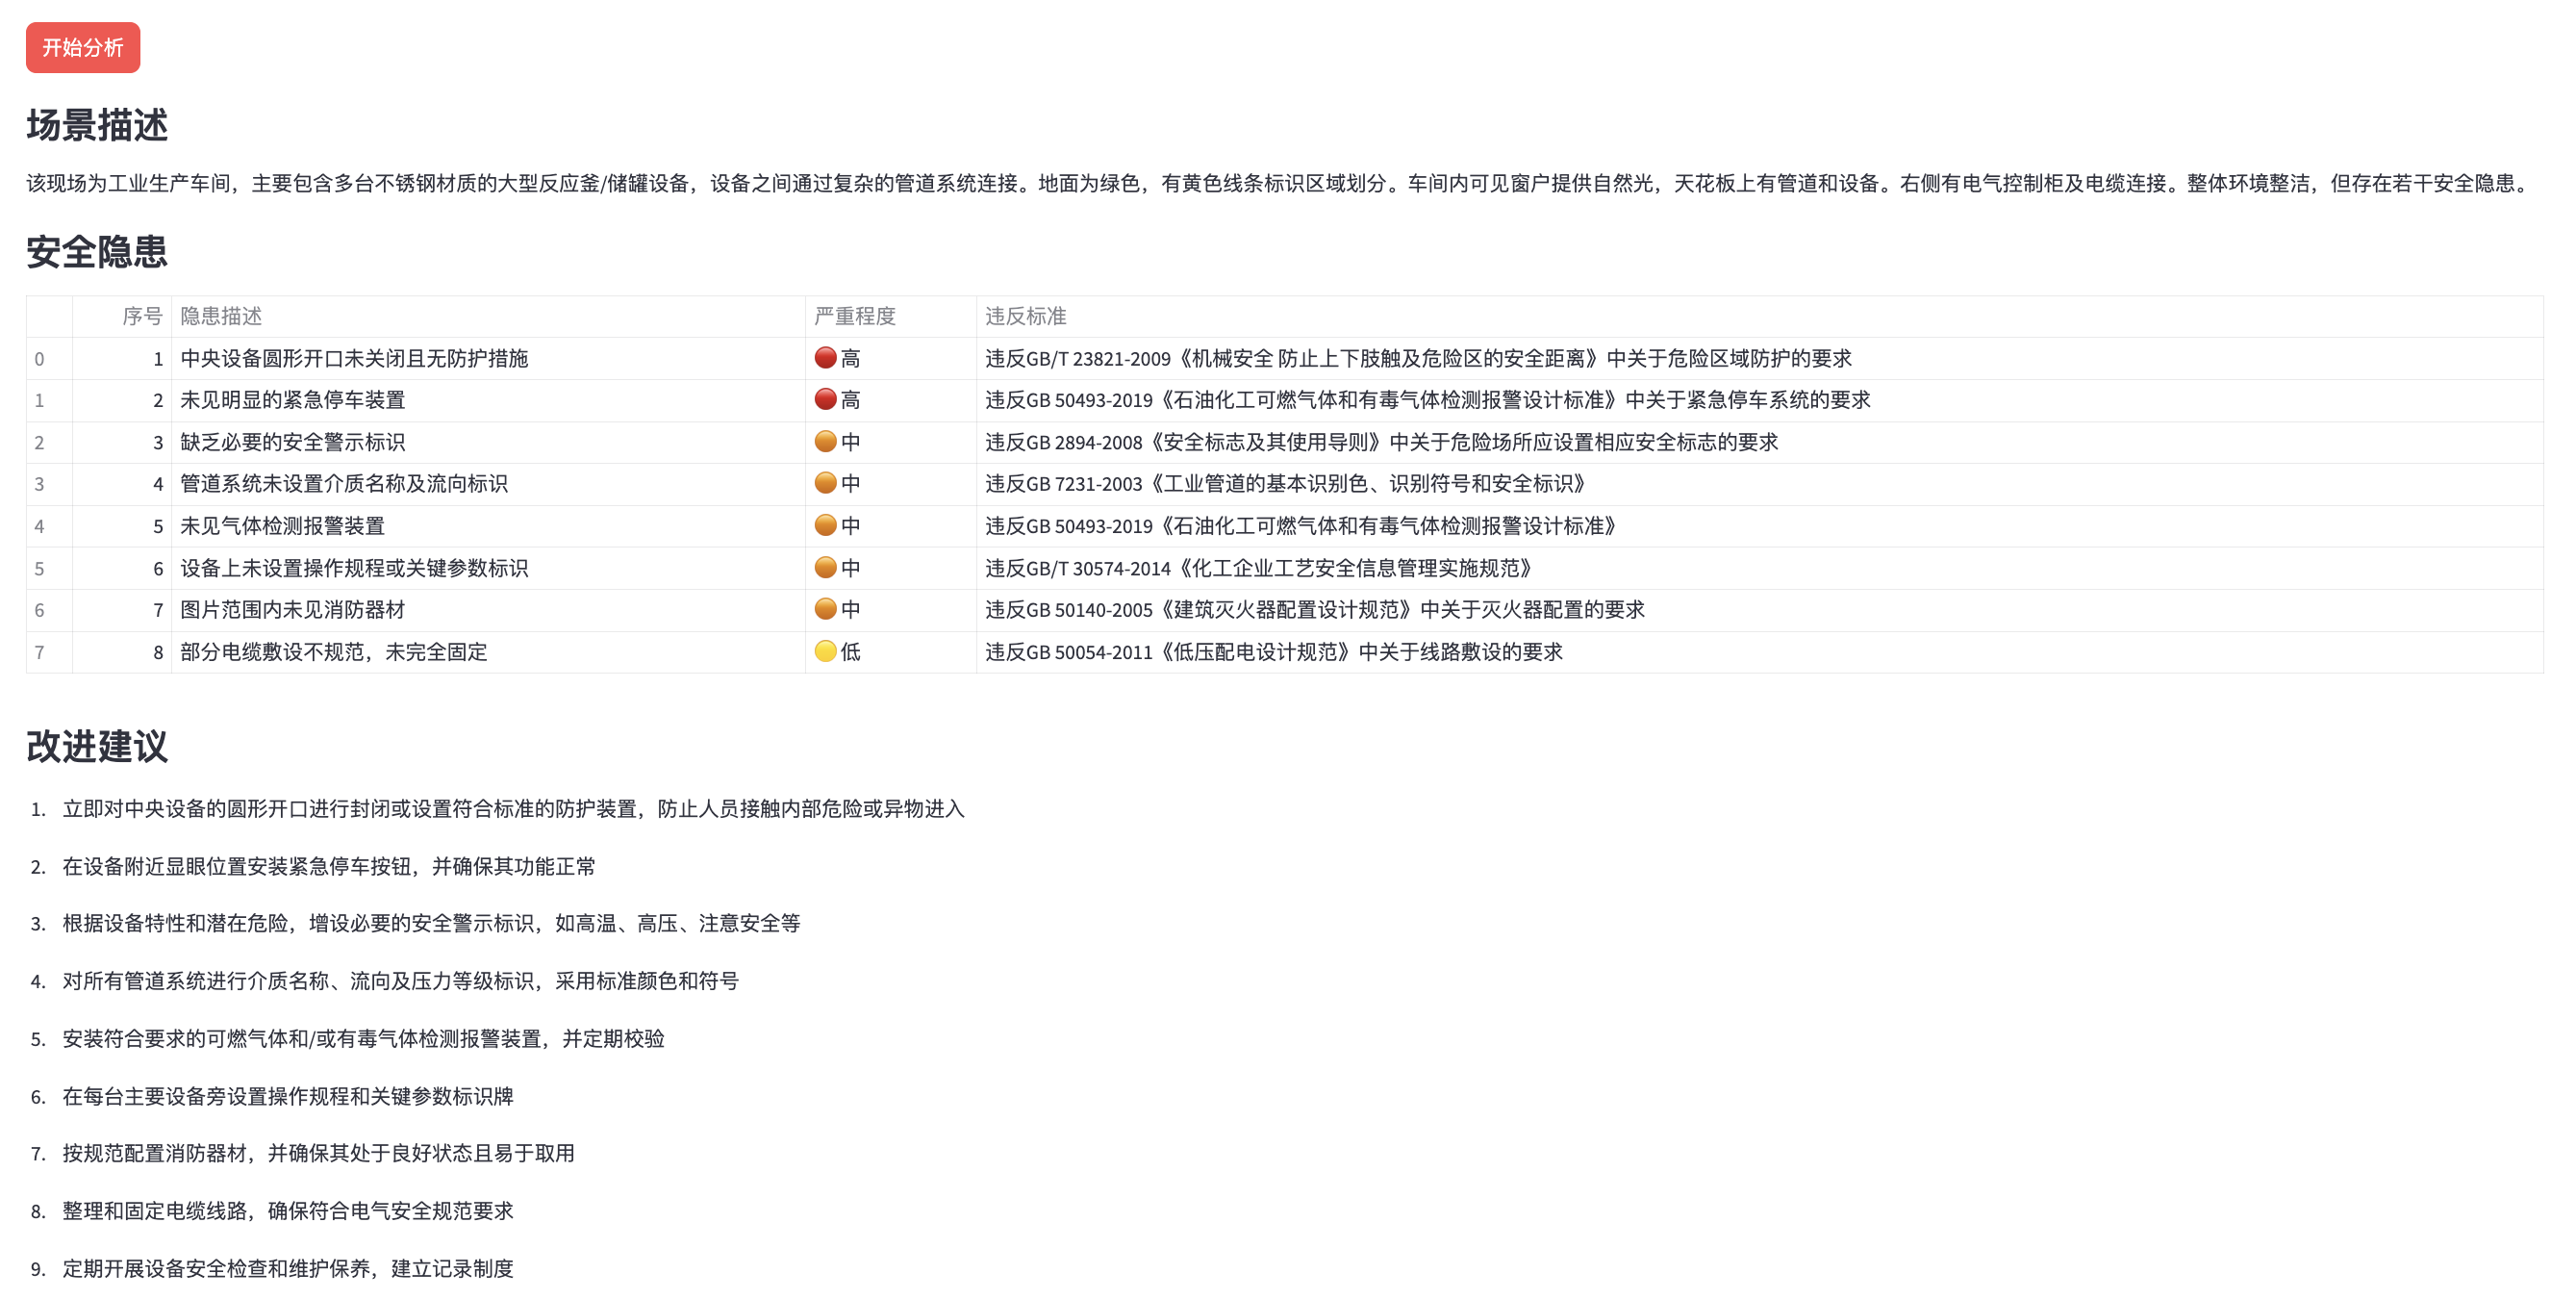 开始分析
场景描述
该现场为工业生产车间，主要包含多台不锈钢材质的大型反应釜/储罐设备，设备之间通过复杂的管道系统连接。地面为绿色，有黄色线条标识区域划分。车间内可见窗户提供自然光，天花板上有管道和设备。右侧有电气控制柜及电缆连接。整体环境整洁，但存在若干安全隐患。
安全隐患
序号 隐患描述 严重程度 违反标准
0 1 中央设备圆形开口未关闭且无防护措施 高 违反GB/T 23821-2009《机械安全 防止上下肢触及危险区的安全距离》中关于危险区域防护的要求
1 2 未见明显的紧急停车装置 高 违反GB 50493-2019《石油化工可燃气体和有毒气体检测报警设计标准》中关于紧急停车系统的要求
2 3 缺乏必要的安全警示标识 中 违反GB 2894-2008《安全标志及其使用导则》中关于危险场所应设置相应安全标志的要求
3 4 管道系统未设置介质名称及流向标识 中 违反GB 7231-2003《工业管道的基本识别色、识别符号和安全标识》
4 5 未见气体检测报警装置 中 违反GB 50493-2019《石油化工可燃气体和有毒气体检测报警设计标准》
5 6 设备上未设置操作规程或关键参数标识 中 违反GB/T 30574-2014《化工企业工艺安全信息管理实施规范》
6 7 图片范围内未见消防器材 中 违反GB 50140-2005《建筑灭火器配置设计规范》中关于灭火器配置的要求
7 8 部分电缆敷设不规范，未完全固定 低 违反GB 50054-2011《低压配电设计规范》中关于线路敷设的要求
改进建议
1. 立即对中央设备的圆形开口进行封闭或设置符合标准的防护装置，防止人员接触内部危险或异物进入
2. 在设备附近显眼位置安装紧急停车按钮，并确保其功能正常
3. 根据设备特性和潜在危险，增设必要的安全警示标识，如高温、高压、注意安全等
4. 对所有管道系统进行介质名称、流向及压力等级标识，采用标准颜色和符号
5. 安装符合要求的可燃气体和/或有毒气体检测报警装置，并定期校验
6. 在每台主要设备旁设置操作规程和关键参数标识牌
7. 按规范配置消防器材，并确保其处于良好状态且易于取用
8. 整理和固定电缆线路，确保符合电气安全规范要求
9. 定期开展设备安全检查和维护保养，建立记录制度